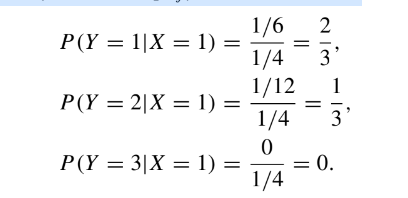 P(Y = 1|X = 1) = 1/6 / 1/4 = 2/3,
P(Y = 2|X = 1) = 1/12 / 1/4 = 1/3,
P(Y = 3|X = 1) = 0 / 1/4 = 0.